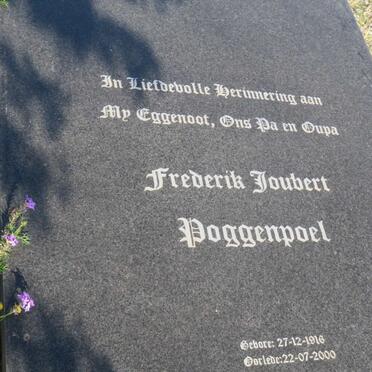 In Liefdevolle Herinnering aan
My Eggenoot, Ons Pa en Oupa
Frederik Joubert
Poggenpoel
Gebore: 27-12-1916
Oorlede:22-07-2000